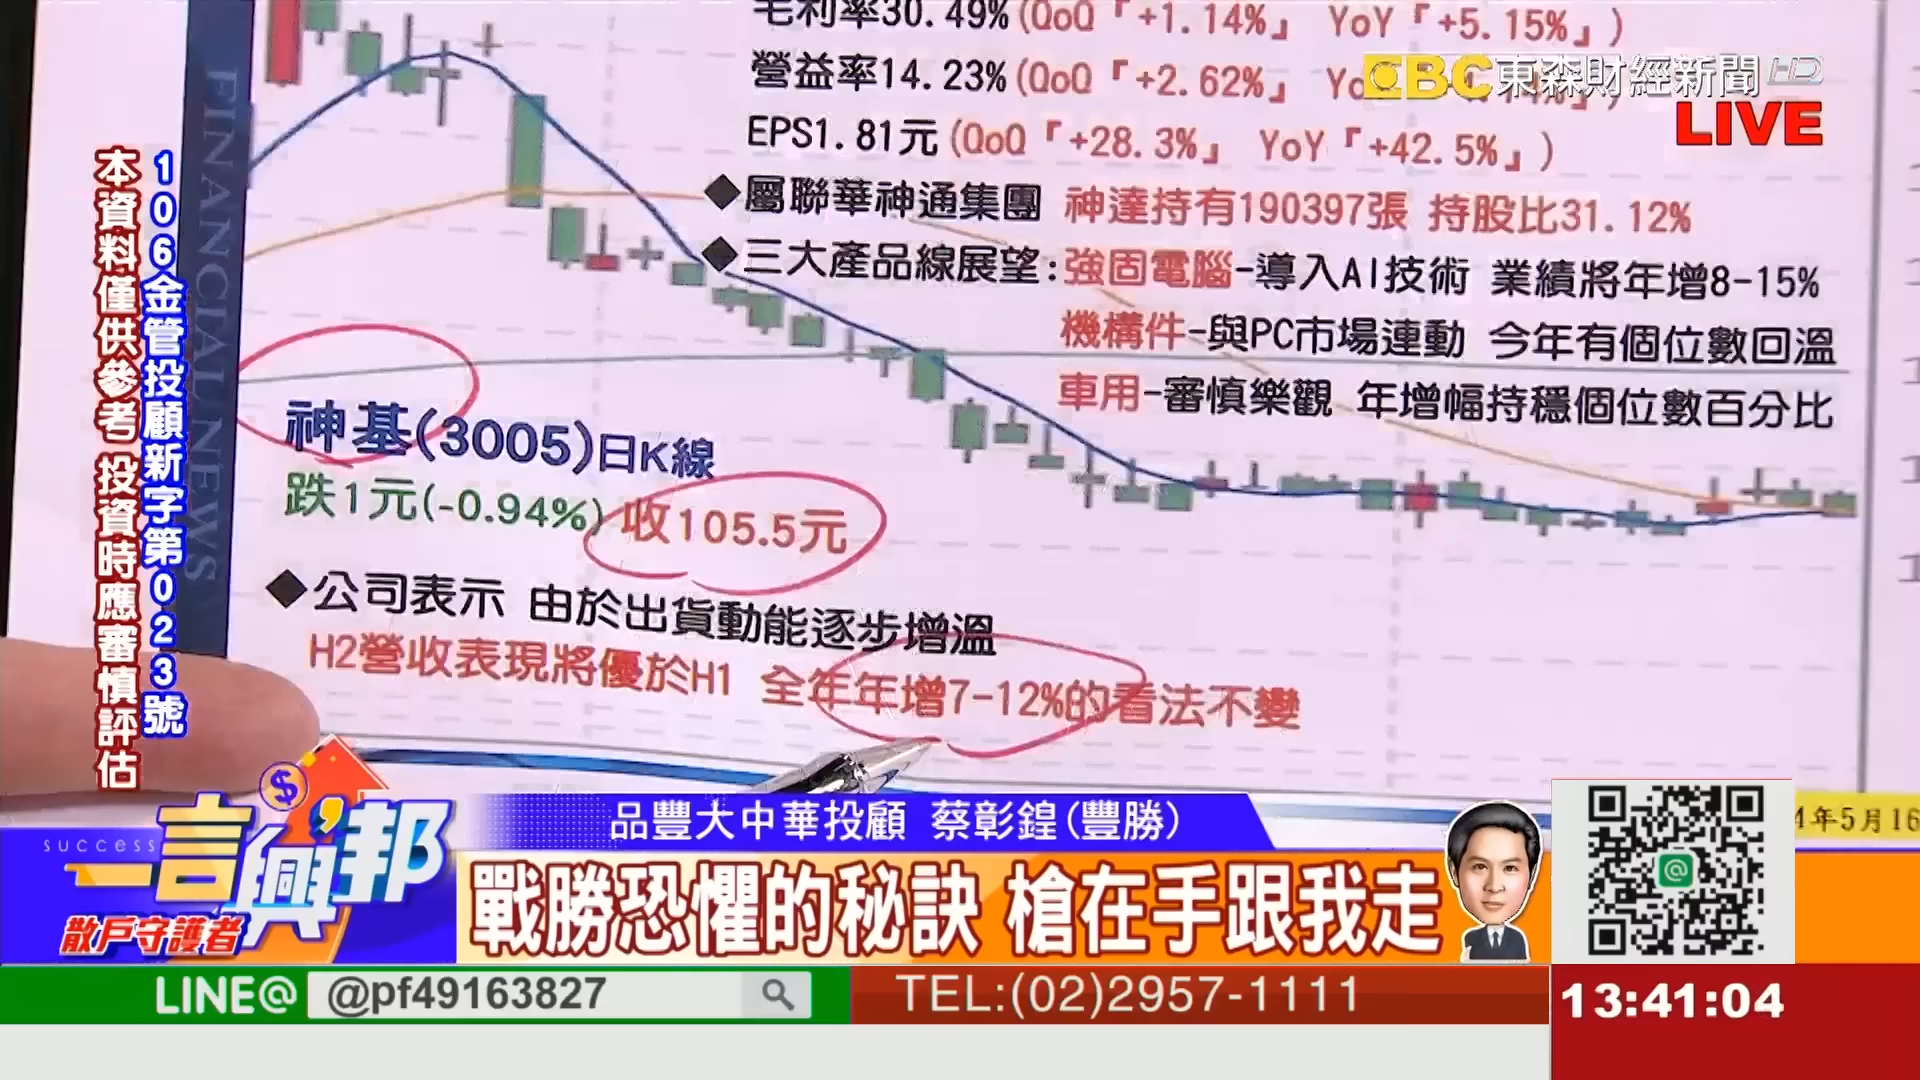 毛利率30.49%(QoQ「+1.14%」 YoY「+5.15%」)
營益率14.23%(QoQ「+2.62%」
EPS1.81元(QoQ「+28.3%」 YoY「+42.5%」)
◆屬聯華神通集團 神達持有190397張 持股比31.12%
◆三大產品線展望:強固電腦-導入AI技術 業績將年增8-15%
機構件-與PC市場連動 今年有個位數回溫
車用-審慎樂觀 年增幅持穩個位數百分比
神基(3005)日K線
跌1元(-0.94%) 收105.5元
◆公司表示 由於出貨動能逐步增溫
H2營收表現將優於H1 全年年增7-12%的看法不變
FINANCIAL NEWS
EBC東森財經新聞HD
LIVE
106金管投顧新字第023號
本資料僅供參考 投資時應審慎評估
success
一言興邦
散戶守護者
品豐大中華投顧 蔡彰鍠(豐勝)
戰勝恐懼的秘訣 槍在手跟我走
4年5月16
LINE@ @pf49163827
TEL:(02)2957-1111
13:41:04